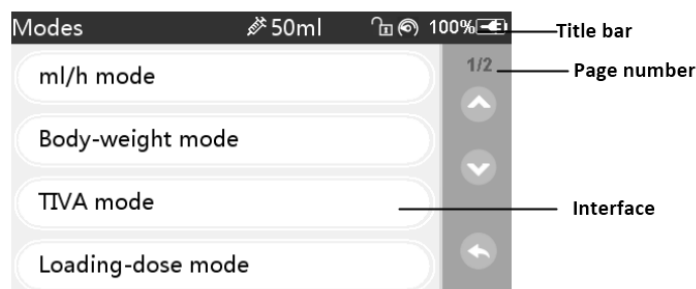 Modes 50ml 100% Title bar
ml/h mode 1/2 Page number
Body-weight mode
TIVA mode Interface
Loading-dose mode